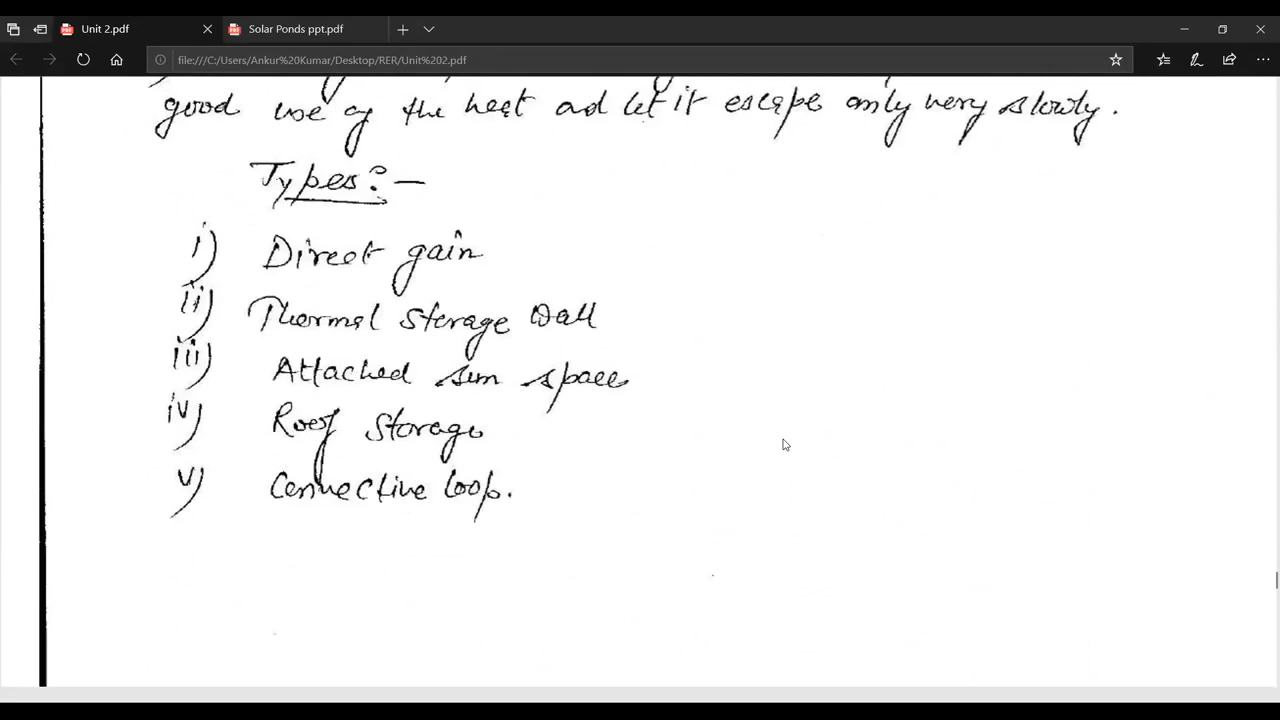 Unit 2.pdf
Solar Ponds ppt.pdf
file:///C:/Users/Ankur%20Kumar/Desktop/RER/Unit%202.pdf
good use of the heat and let it escape only very slowly.
Types:-
i) Direct gain
ii) Thermal storage wall
iii) Attached sun space
iv) Roof storage
v) Convective loop.